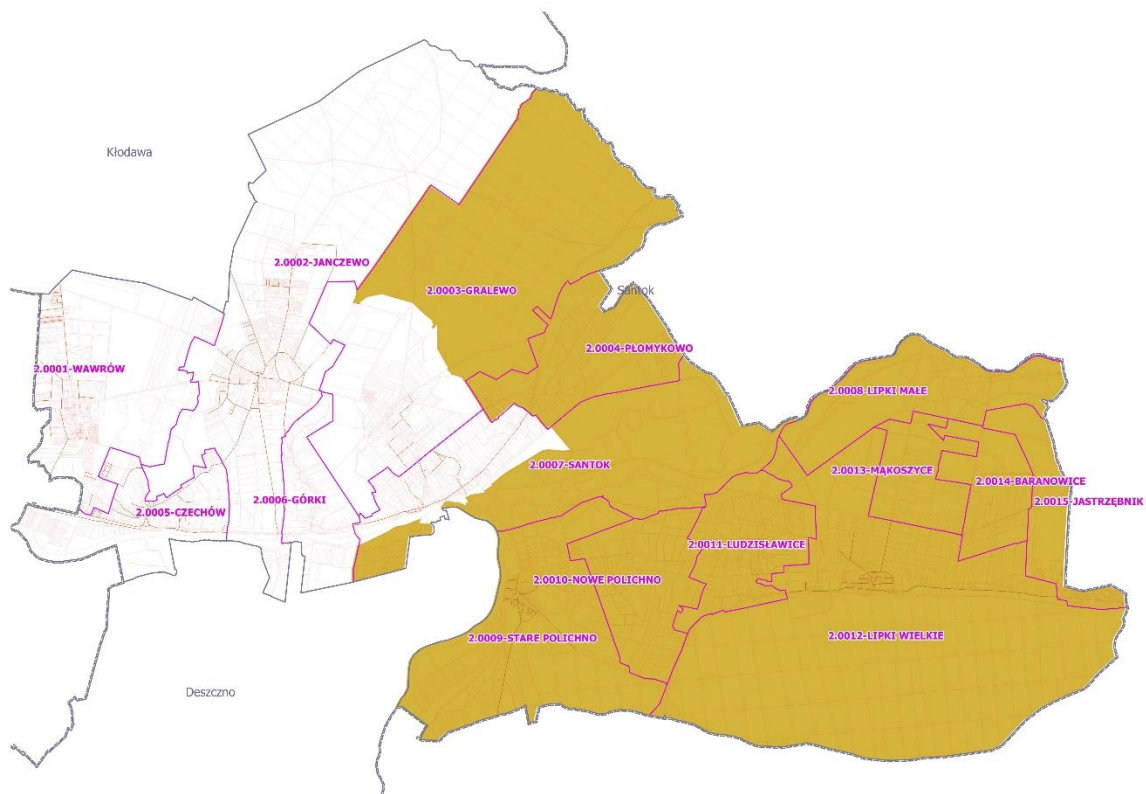 Kłodawa
2.0002-JANCZEWO
2.0003-GRALEWO
Santok
2.0004-PŁOMYKOWO
2.0001-WAWRÓW
2.0008-LIPKI MAŁE
2.0007-SANTOK
2.0013-MĄKOSZYCE
2.0014-BARANOWICE
2.0006-GÓRKI
2.0015-JASTRZĘBNIK
2.0005-CZECHÓW
2.0011-LUDZISŁAWICE
2.0010-NOWE POLICHNO
2.0009-STARE POLICHNO
2.0012-LIPKI WIELKIE
Deszczno